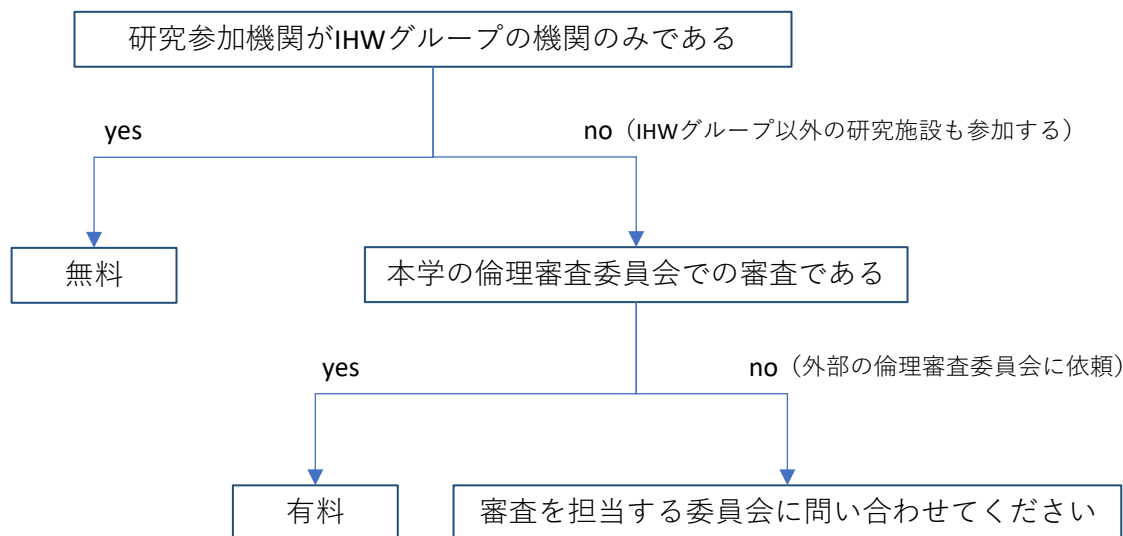 研究参加機関がIHWグループの機関のみである
yes
no（IHWグループ以外の研究施設も参加する）
無料
本学の倫理審査委員会での審査である
yes
no（外部の倫理審査委員会に依頼）
有料
審査を担当する委員会に問い合わせてください